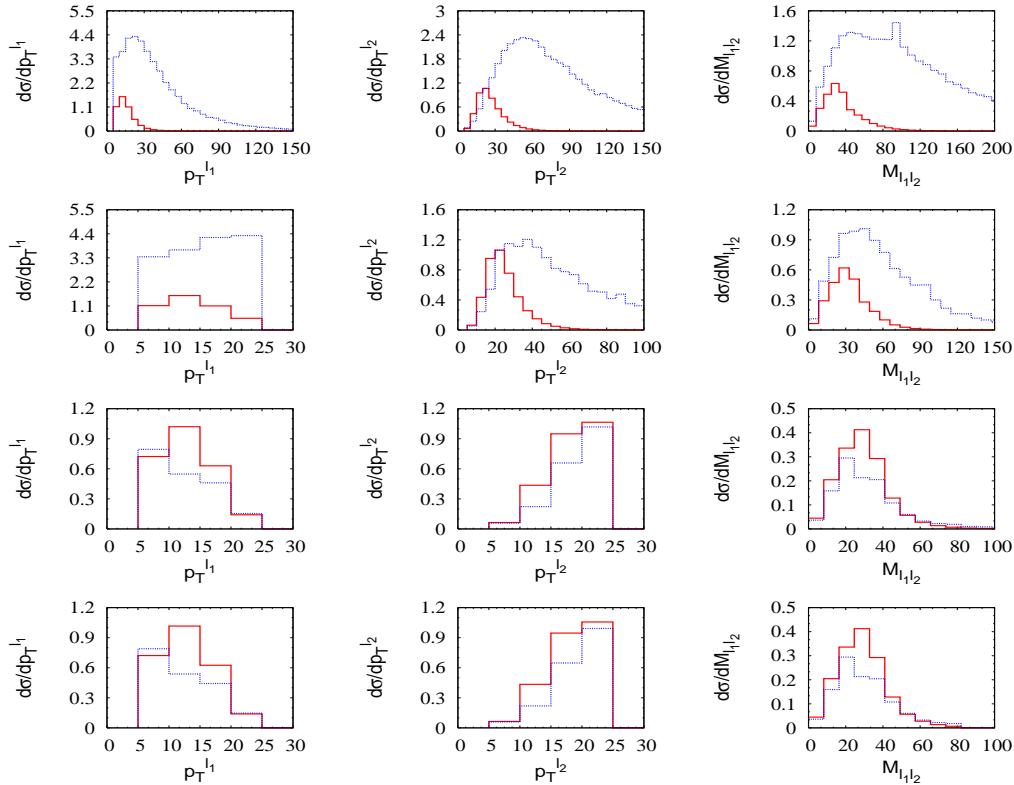 dσ/dp_T^l1
5.5
4.4
3.3
2.2
1.1
0
0 30 60 90 120 150
p_T^l1
dσ/dp_T^l2
3
2.4
1.8
1.2
0.6
0
0 30 60 90 120 150
p_T^l2
dσ/dM_l1l2
1.6
1.2
0.8
0.4
0
0 40 80 120 160 200
M_l1l2
dσ/dp_T^l1
5.5
4.4
3.3
2.2
1.1
0
0 5 10 15 20 25 30
p_T^l1
dσ/dp_T^l2
1.6
1.2
0.8
0.4
0
0 20 40 60 80 100
p_T^l2
dσ/dM_l1l2
1.2
0.9
0.6
0.3
0
0 30 60 90 120 150
M_l1l2
dσ/dp_T^l1
1.2
0.9
0.6
0.3
0
0 5 10 15 20 25 30
p_T^l1
dσ/dp_T^l2
1.2
0.9
0.6
0.3
0
0 5 10 15 20 25 30
p_T^l2
dσ/dM_l1l2
0.5
0.4
0.3
0.2
0.1
0
0 20 40 60 80 100
M_l1l2
dσ/dp_T^l1
1.2
0.9
0.6
0.3
0
0 5 10 15 20 25 30
p_T^l1
dσ/dp_T^l2
1.2
0.9
0.6
0.3
0
0 5 10 15 20 25 30
p_T^l2
dσ/dM_l1l2
0.5
0.4
0.3
0.2
0.1
0
0 20 40 60 80 100
M_l1l2